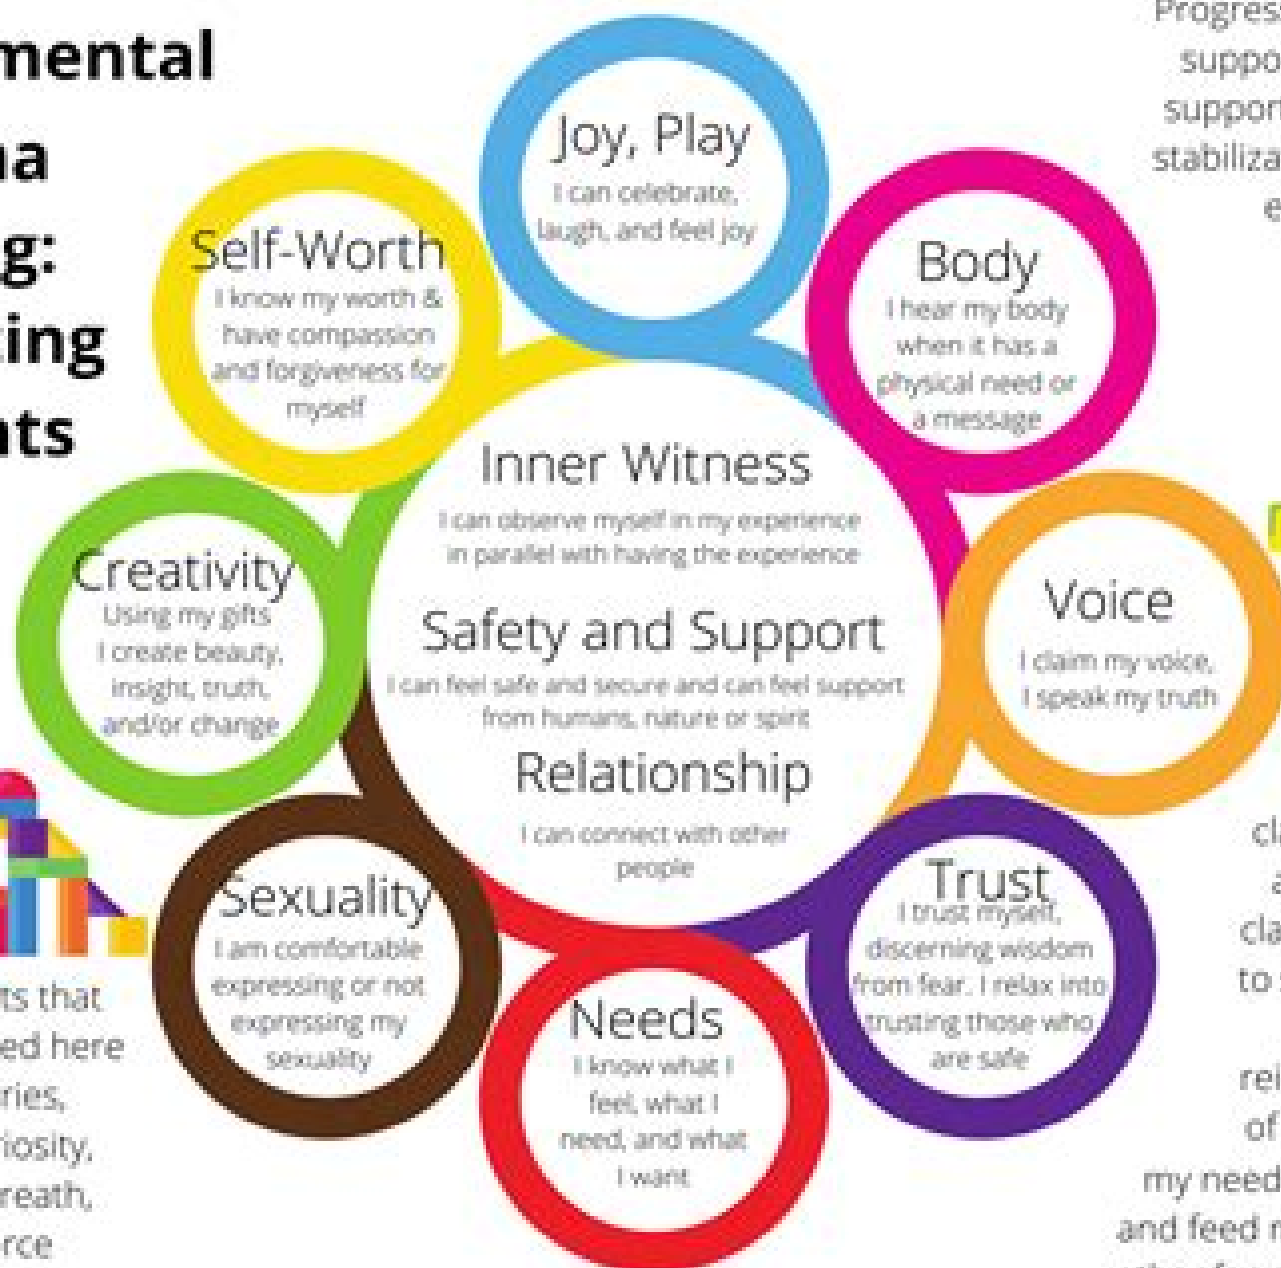 mental
na
g:
ing
nts
Progres
suppo
suppor
stabiliza
e
Joy, Play
I can celebrate,
laugh, and feel joy
Self-Worth
I know my worth &
have compassion
and forgiveness for
myself
Body
I hear my body
when it has a
physical need or
a message
Inner Witness
I can observe myself in my experience
in parallel with having the experience
Safety and Support
I can feel safe and secure and can feel support
from humans, nature or spirit
Relationship
I can connect with other
people
Creativity
Using my gifts
I create beauty,
insight, truth,
and/or change
Voice
I claim my voice,
I speak my truth
Sexuality
I am comfortable
expressing or not
expressing my
sexuality
Needs
I know what I
feel, what I
need, and what
I want
Trust
I trust myself,
discerning wisdom
from fear. I relax into
trusting those who
are safe
ts that
ed here
ries,
iosity,
reath,
rce
cla
to
rei
of
my need
and feed